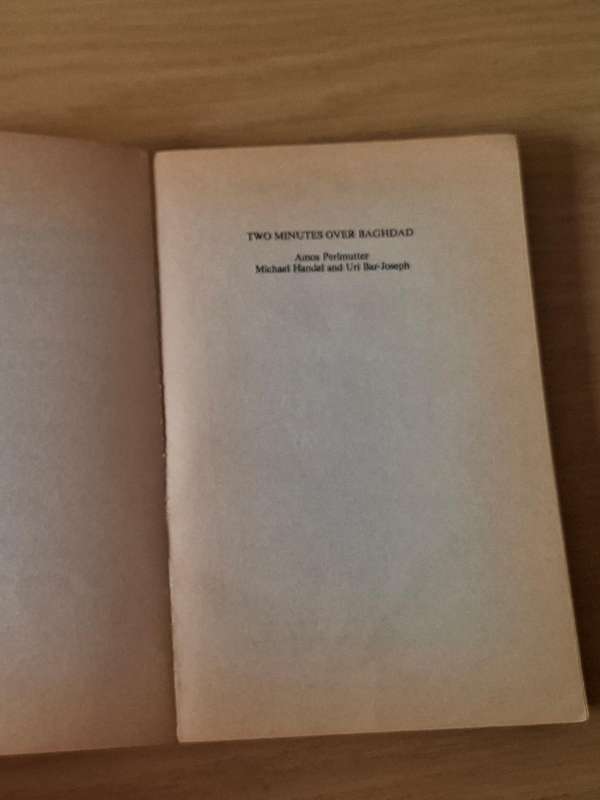 TWO MINUTES OVER BAGHDAD
Amos Perlmutter
Michael Handel and Uri Bar-Joseph